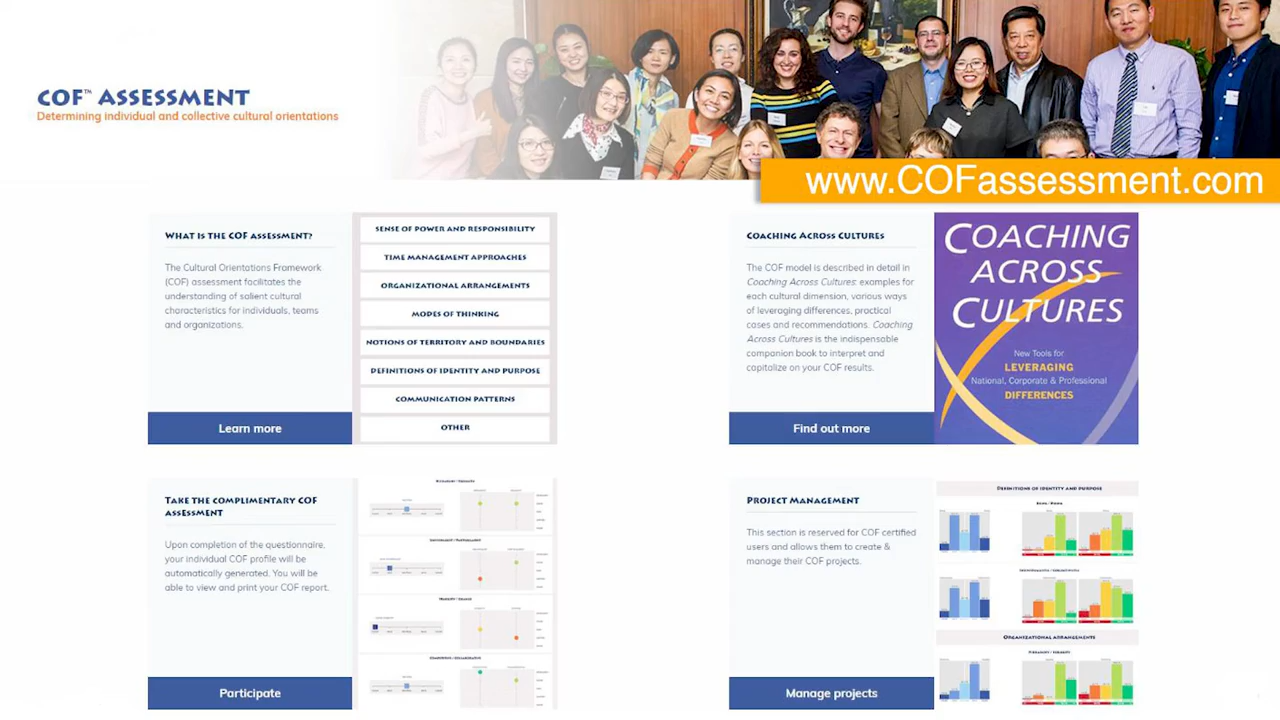 COF™ ASSESSMENT
Determining individual and collective cultural orientations
www.COFassessment.com
WHAT IS THE COF ASSESSMENT?
The Cultural Orientations Framework
(COF) assessment facilitates the
understanding of salient cultural
characteristics for individuals, teams
and organizations.
Learn more
SENSE OF POWER AND RESPONSIBILITY
TIME MANAGEMENT APPROACHES
ORGANIZATIONAL ARRANGEMENTS
MODES OF THINKING
NOTIONS OF TERRITORY AND BOUNDARIES
DEFINITIONS OF IDENTITY AND PURPOSE
COMMUNICATION PATTERNS
OTHER
COACHING ACROSS CULTURES
The COF model is described in detail in
Coaching Across Cultures: examples for
each cultural dimension, various ways
of leveraging differences, practical
cases and recommendations. Coaching
Across Cultures is the indispensable
companion book to interpret and
capitalize on your COF results.
Find out more
COACHING
ACROSS
CULTURES
New Tools for
LEVERAGING
National, Corporate & Professional
DIFFERENCES
TAKE THE COMPLIMENTARY COF
ASSESSMENT
Upon completion of the questionnaire,
your individual COF profile will be
automatically generated. You will be
able to view and print your COF report.
Participate
PROJECT MANAGEMENT
This section is reserved for COF certified
users and allows them to create &
manage their COF projects.
Manage projects
DEFINITIONS OF IDENTITY AND PURPOSE
ORGANIZATIONAL ARRANGEMENTS